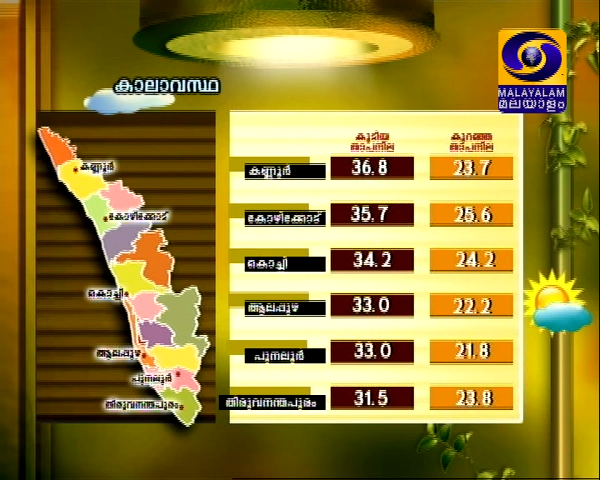 കാലാവസ്ഥ
MALAYALAM
മലയാളം
കൂടിയ താപനില
കുറഞ്ഞ താപനില
കണ്ണൂർ 36.8 23.7
കോഴിക്കോട് 35.7 25.6
കൊച്ചി 34.2 24.2
ആലപ്പുഴ 33.0 22.2
പുനലൂർ 33.0 21.8
തിരുവനന്തപുരം 31.5 23.8
കണ്ണൂർ
കോഴിക്കോട്
കൊച്ചി
ആലപ്പുഴ
പുനലൂർ
തിരുവനന്തപുരം